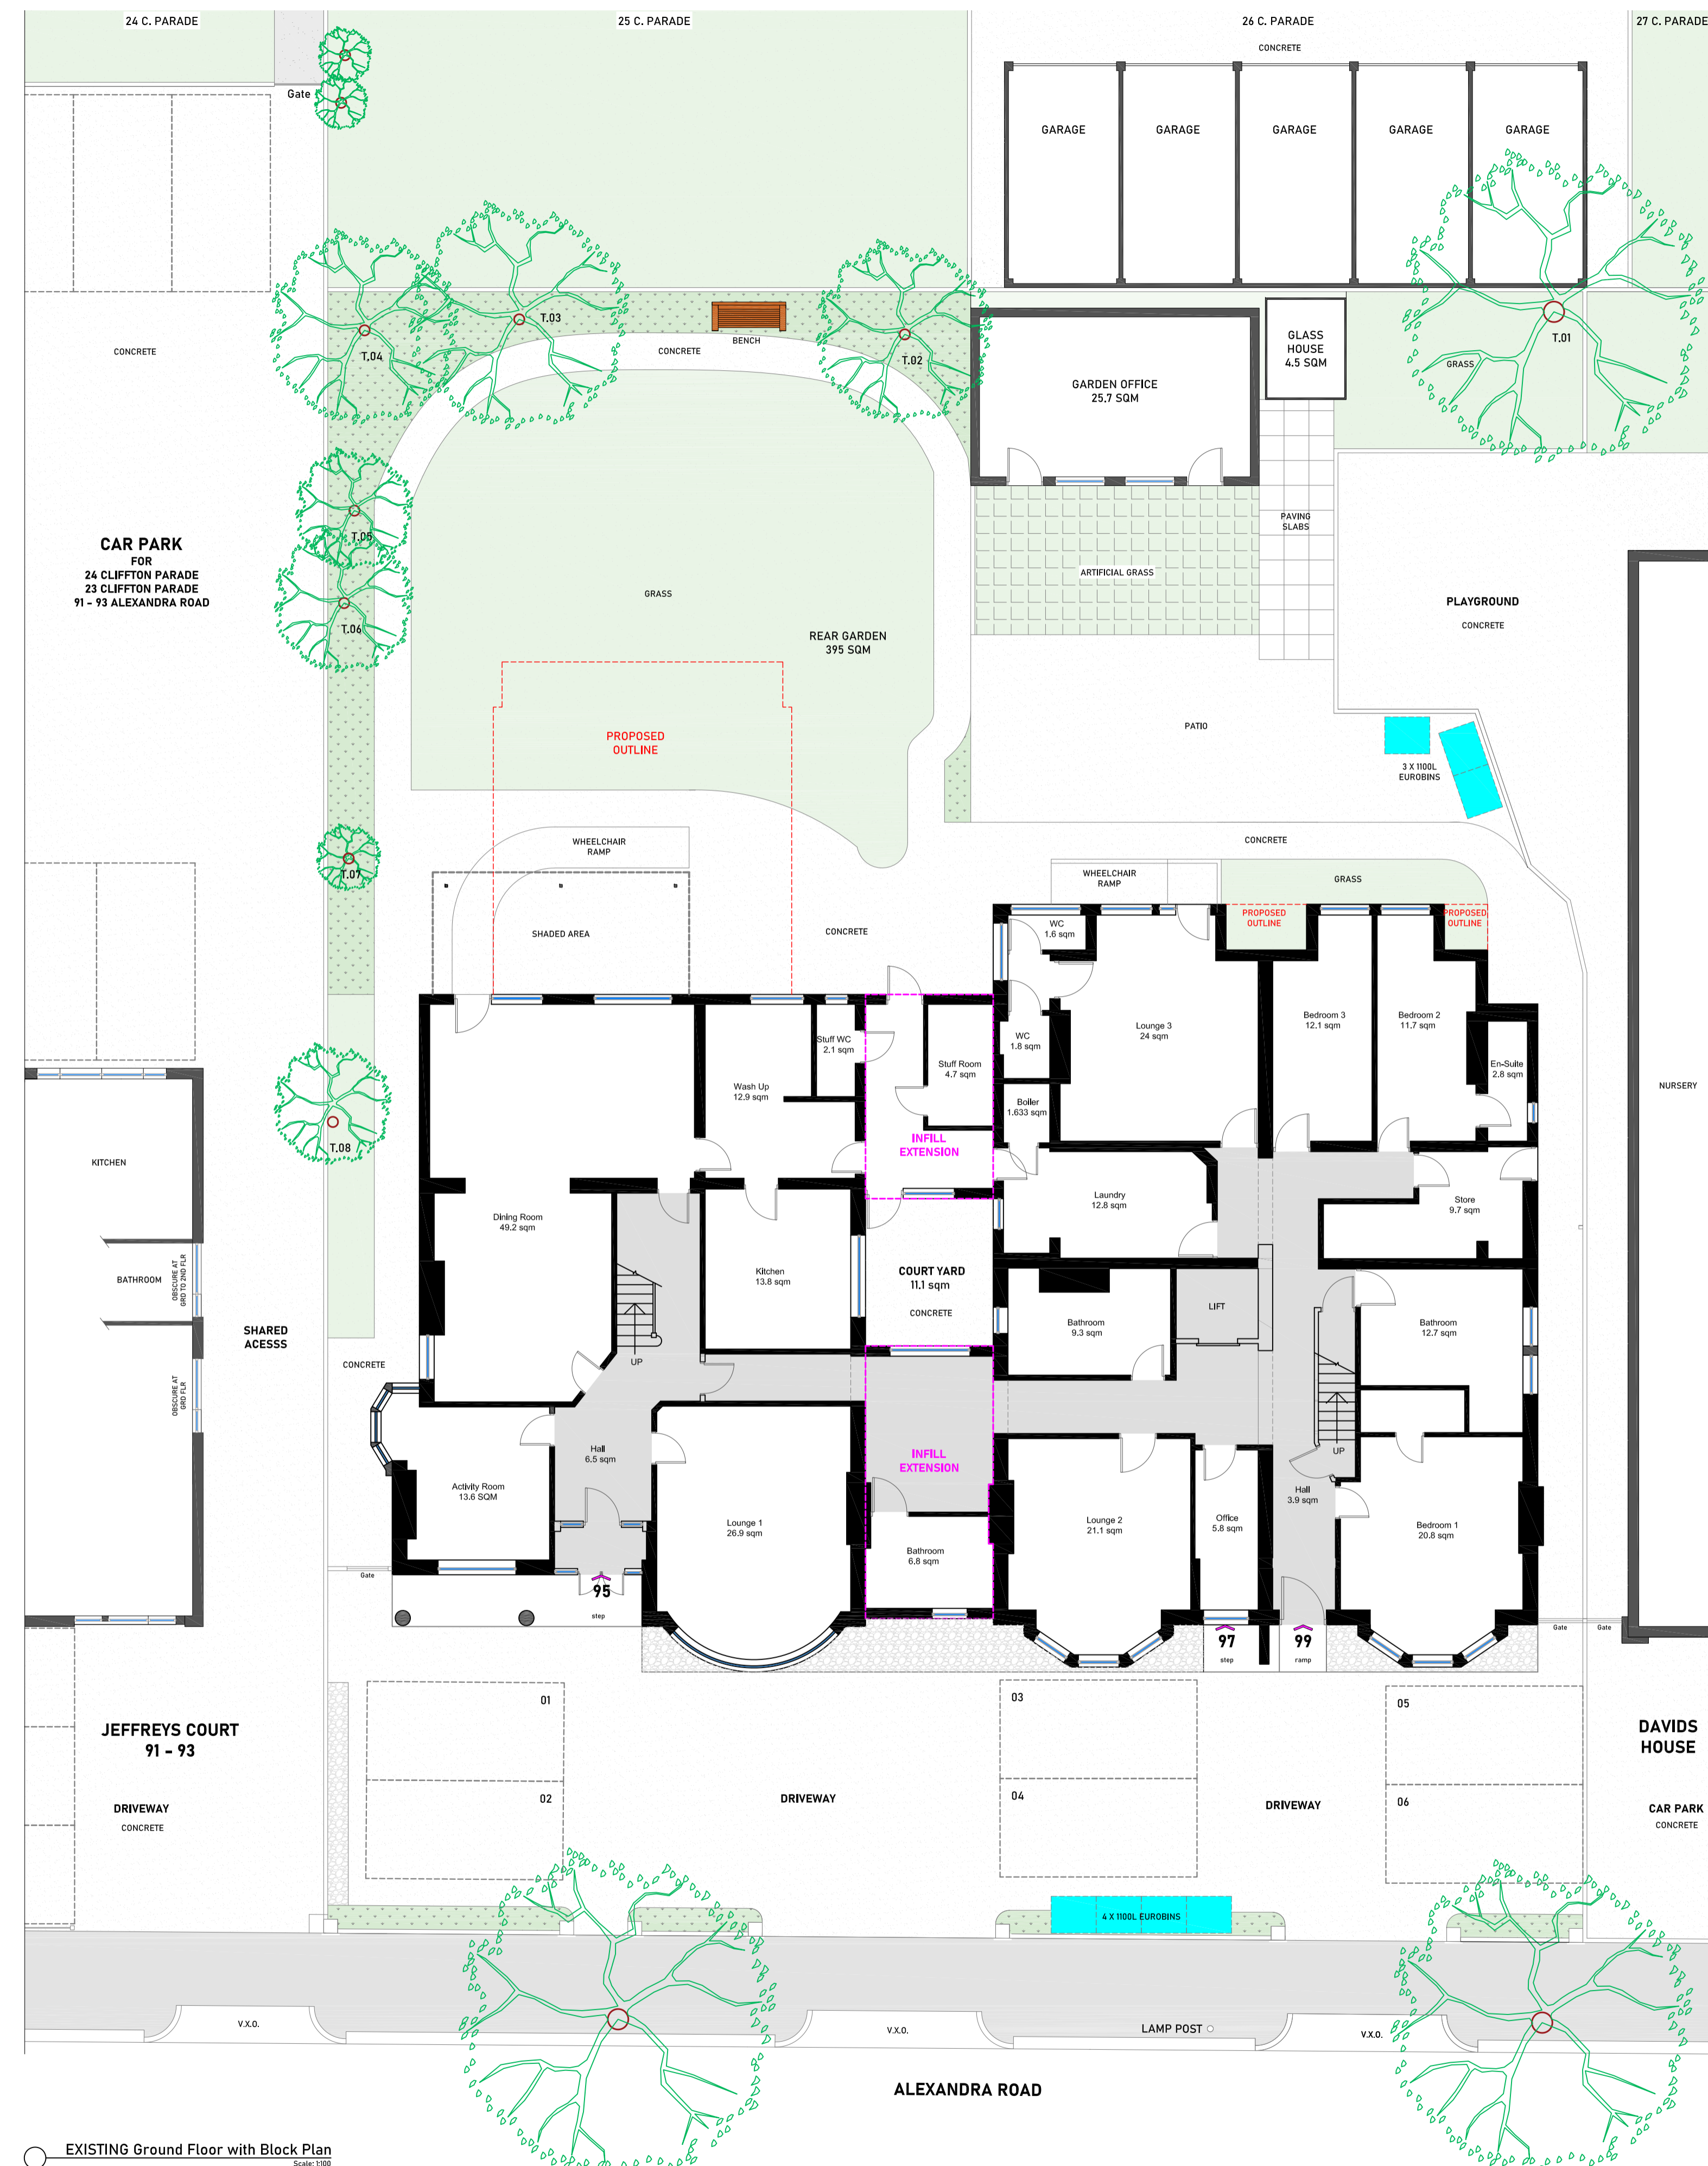 24 C. PARADE
25 C. PARADE
26 C. PARADE
27 C. PARADE
CONCRETE
Gate
GARAGE
GARAGE
GARAGE
GARAGE
GARAGE
T.03
T.04
T.02
T.01
BENCH
CONCRETE
CONCRETE
GLASS
HOUSE
4.5 SQM
GRASS
GARDEN OFFICE
25.7 SQM
PAVING
SLABS
T.05
CAR PARK
FOR
24 CLIFFTON PARADE
23 CLIFFTON PARADE
91 - 93 ALEXANDRA ROAD
ARTIFICIAL GRASS
GRASS
PLAYGROUND
CONCRETE
T.06
REAR GARDEN
395 SQM
PROPOSED
OUTLINE
PATIO
3 X 1100L
EUROBINS
WHEELCHAIR
RAMP
CONCRETE
T.07
WHEELCHAIR
RAMP
GRASS
SHADED AREA
CONCRETE
WC
1.6 sqm
PROPOSED
OUTLINE
PROPOSED
OUTLINE
Stuff WC
2.1 sqm
Wash Up
12.9 sqm
Stuff Room
4.7 sqm
WC
1.8 sqm
Lounge 3
24 sqm
Bedroom 3
12.1 sqm
Bedroom 2
11.7 sqm
En-Suite
2.8 sqm
NURSERY
Boiler
1.633 sqm
INFILL
EXTENSION
T.08
KITCHEN
Dining Room
49.2 sqm
Laundry
12.8 sqm
Store
9.7 sqm
BATHROOM
OBSCURE AT
GRD TO 2ND FLR
Kitchen
13.8 sqm
COURT YARD
11.1 sqm
CONCRETE
LIFT
Bathroom
9.3 sqm
Bathroom
12.7 sqm
SHARED
ACESSS
CONCRETE
OBSCURE AT
GRD FLR
UP
UP
Hall
6.5 sqm
INFILL
EXTENSION
Activity Room
13.6 SQM
Lounge 1
26.9 sqm
Bathroom
6.8 sqm
Lounge 2
21.1 sqm
Office
5.8 sqm
Hall
3.9 sqm
Bedroom 1
20.8 sqm
Gate
95
step
97
step
99
ramp
Gate
Gate
01
03
05
JEFFREYS COURT
91 - 93
DAVIDS
HOUSE
02
04
06
DRIVEWAY
CONCRETE
DRIVEWAY
DRIVEWAY
CAR PARK
CONCRETE
4 X 1100L EUROBINS
V.X.O.
V.X.O.
LAMP POST
V.X.O.
ALEXANDRA ROAD
EXISTING Ground Floor with Block Plan
Scale: 1:100